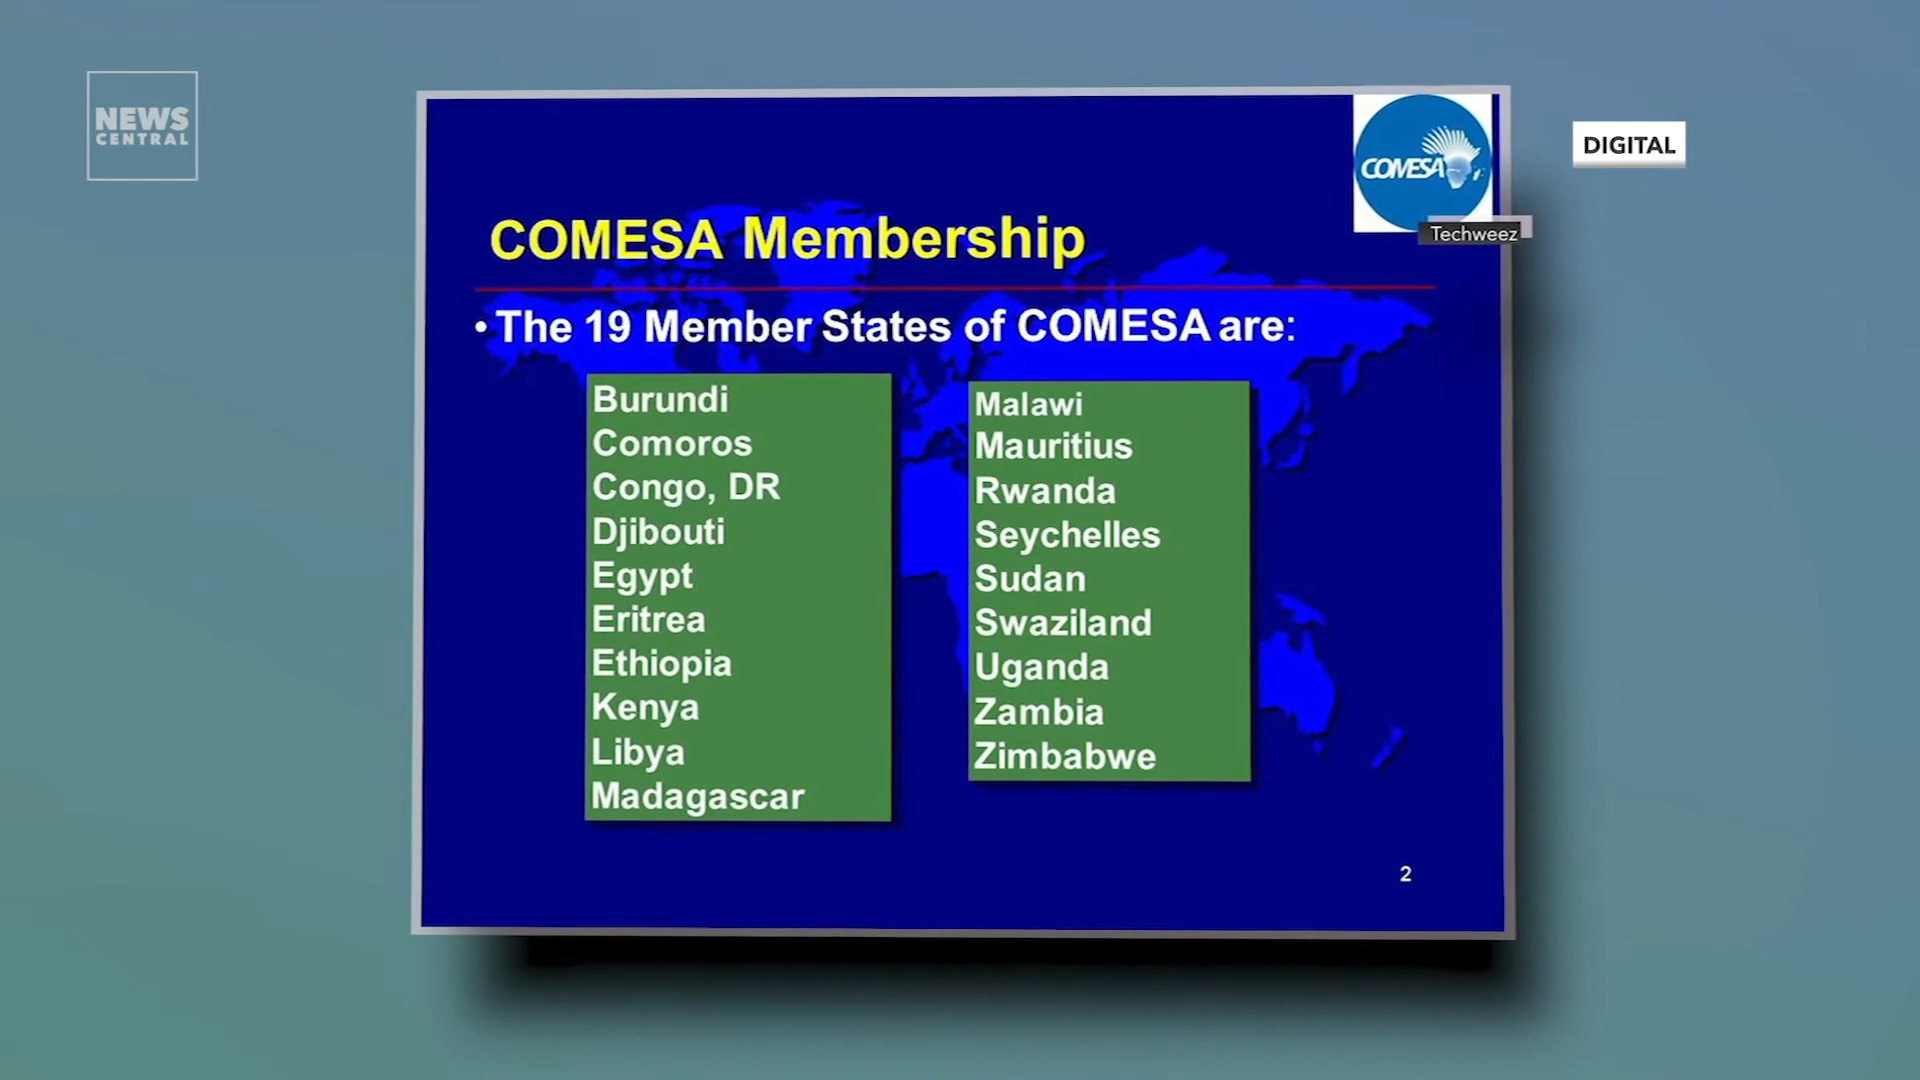 NEWS
CENTRAL
DIGITAL
COMESA
Techweez
COMESA Membership
• The 19 Member States of COMESA are:
Burundi
Comoros
Congo, DR
Djibouti
Egypt
Eritrea
Ethiopia
Kenya
Libya
Madagascar
Malawi
Mauritius
Rwanda
Seychelles
Sudan
Swaziland
Uganda
Zambia
Zimbabwe
2